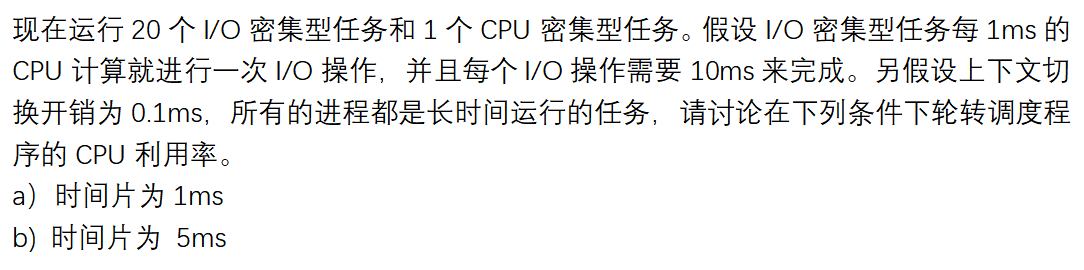 现在运行 20 个 I/O 密集型任务和 1 个 CPU 密集型任务。假设 I/O 密集型任务每 1ms 的
CPU 计算就进行一次 I/O 操作，并且每个 I/O 操作需要 10ms 来完成。另假设上下文切
换开销为 0.1ms，所有的进程都是长时间运行的任务，请讨论在下列条件下轮转调度程
序的 CPU 利用率。
a）时间片为 1ms
b) 时间片为 5ms